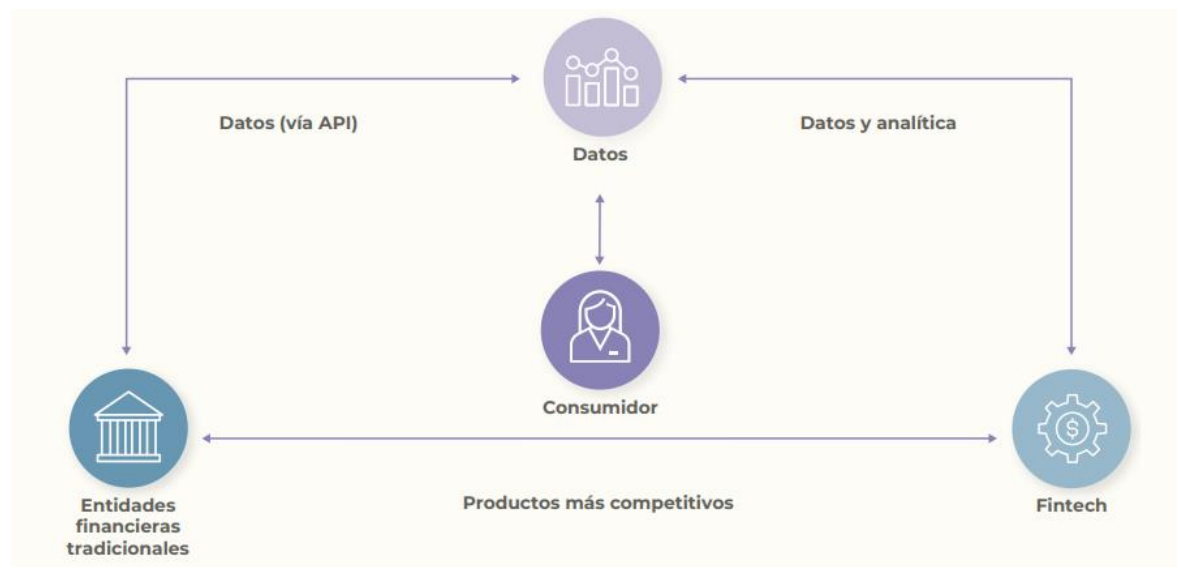 Datos (vía API)
Datos y analítica
Datos
Consumidor
Entidades
financieras
tradicionales
Productos más competitivos
Fintech
$